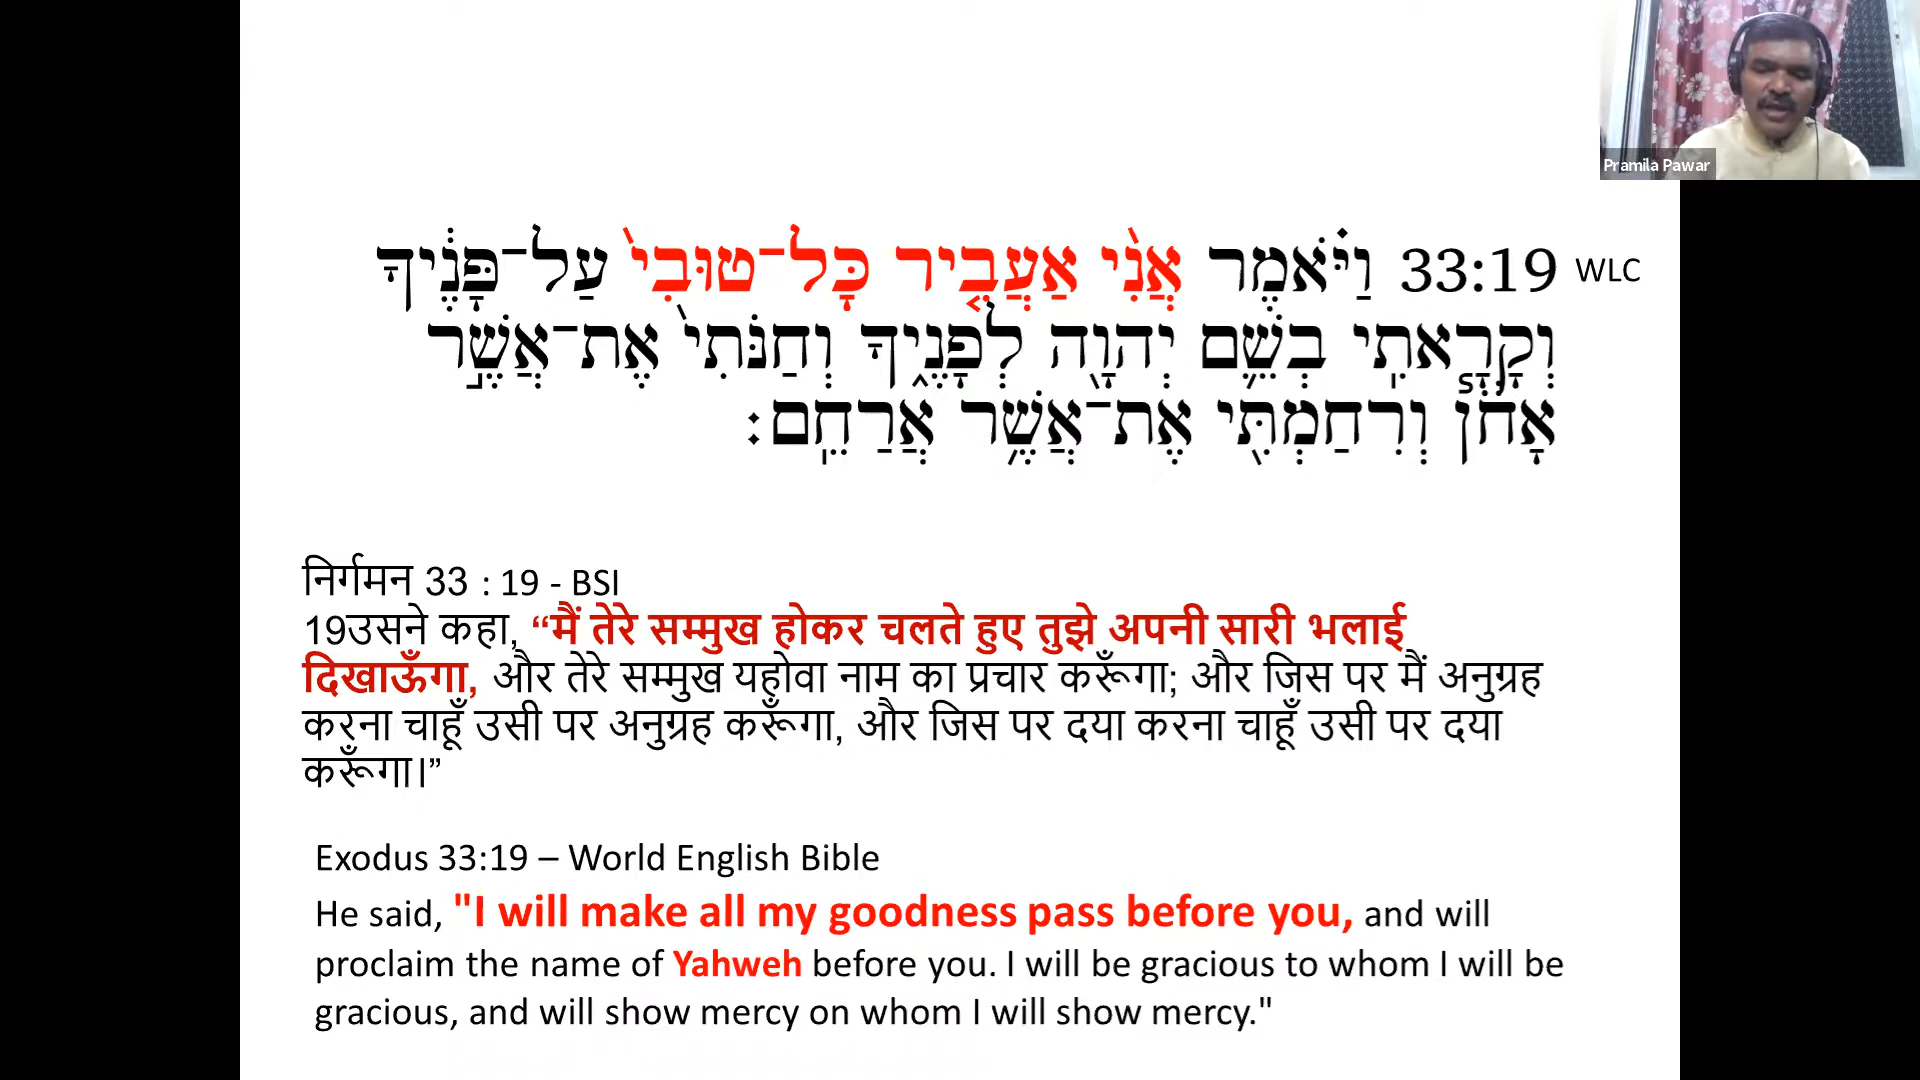 Pramila Pawar
33:19 וַיֹּ֗אמֶר אֲנִ֨י אַעֲבִ֤יר כָּל־טוּבִי֙ עַל־פָּנֶ֔יךָ WLC
וְקָרָ֧אתִֽי בְשֵׁ֛ם יְהוָ֖ה לְפָנֶ֑יךָ וְחַנֹּתִי֙ אֶת־אֲשֶׁ֣ר
אָחֹ֔ן וְרִחַמְתִּ֖י אֶת־אֲשֶׁ֥ר אֲרַחֵֽם׃
निर्गमन 33 : 19 - BSI
19उसने कहा, “मैं तेरे सम्मुख होकर चलते हुए तुझे अपनी सारी भलाई
दिखाऊँगा, और तेरे सम्मुख यहोवा नाम का प्रचार करूँगा; और जिस पर मैं अनुग्रह
करना चाहूँ उसी पर अनुग्रह करूँगा, और जिस पर दया करना चाहूँ उसी पर दया
करूँगा।”
Exodus 33:19 – World English Bible
He said, "I will make all my goodness pass before you, and will
proclaim the name of Yahweh before you. I will be gracious to whom I will be
gracious, and will show mercy on whom I will show mercy."